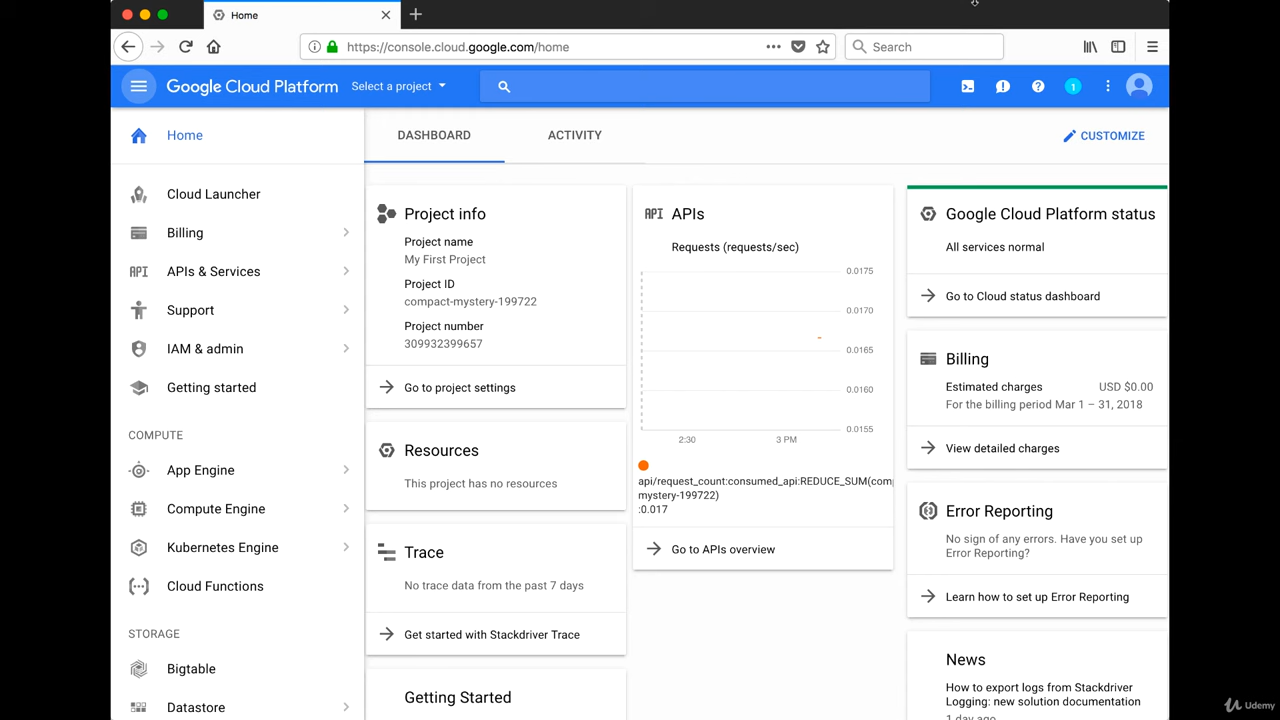 Home
https://console.cloud.google.com/home
Search
Google Cloud Platform
Select a project
1
Home
Cloud Launcher
Billing
API
APIs & Services
Support
IAM & admin
Getting started
COMPUTE
App Engine
Compute Engine
Kubernetes Engine
Cloud Functions
STORAGE
Bigtable
Datastore
DASHBOARD
ACTIVITY
CUSTOMIZE
Project info
Project name
My First Project
Project ID
compact-mystery-199722
Project number
309932399657
Go to project settings
Resources
This project has no resources
Trace
No trace data from the past 7 days
Get started with Stackdriver Trace
Getting Started
API APIs
Requests (requests/sec)
0.0175
0.0170
0.0165
0.0160
0.0155
2:30
3 PM
api/request_count:consumed_api:REDUCE_SUM(com
mystery-199722)
:0.017
Go to APIs overview
Google Cloud Platform status
All services normal
Go to Cloud status dashboard
Billing
Estimated charges
USD $0.00
For the billing period Mar 1 – 31, 2018
View detailed charges
Error Reporting
No sign of any errors. Have you set up
Error Reporting?
Learn how to set up Error Reporting
News
How to export logs from Stackdriver
Logging: new solution documentation
1 day ago
Udemy